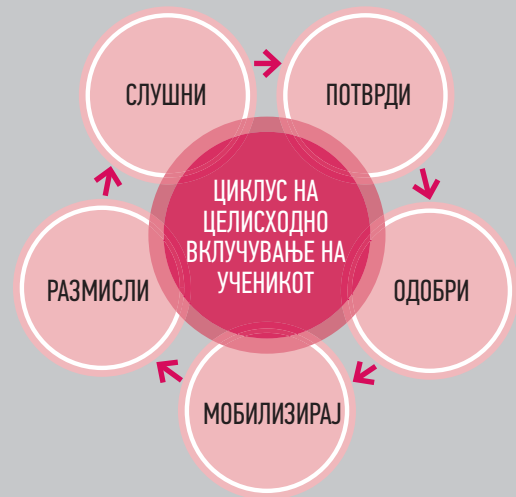 СЛУШНИ
ПОТВРДИ
ЦИКЛУС НА
ЦЕЛИСХОДНО
ВКЛУЧУВАЊЕ НА
УЧЕНИКОТ
РАЗМИСЛИ
ОДОБРИ
МОБИЛИЗИРАЈ